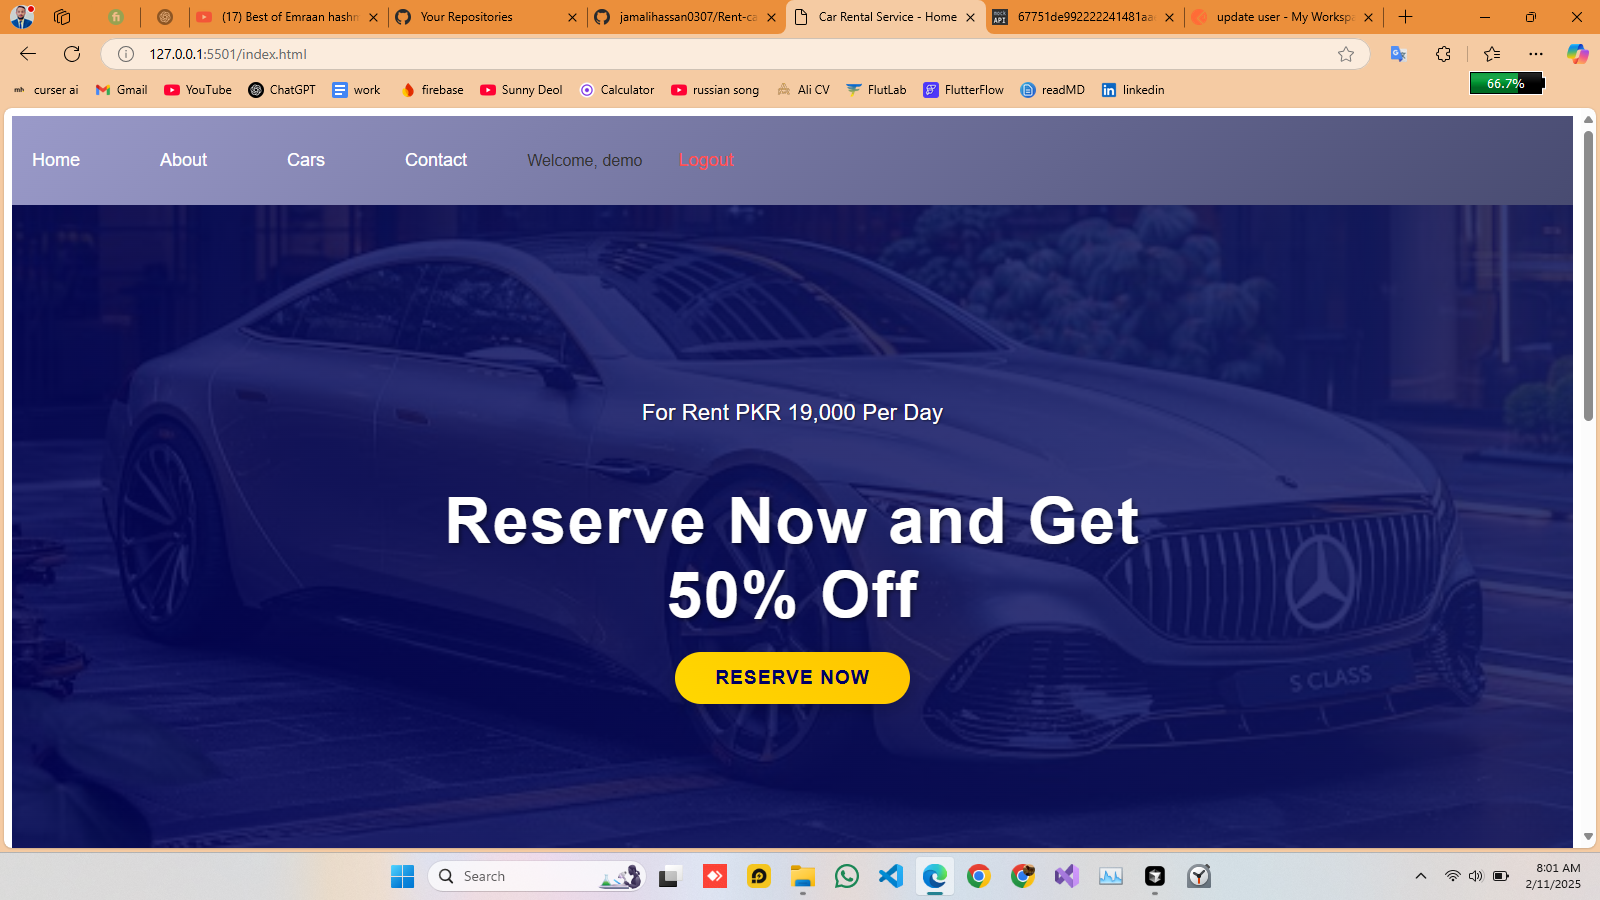 (17) Best of Emraan hashm
Your Repositories
jamalihassan0307/Rent-ca
Car Rental Service - Home
67751de992222241481aa
update user - My Workspa
127.0.0.1:5501/index.html
curser ai
Gmail
YouTube
ChatGPT
work
firebase
Sunny Deol
Calculator
russian song
Ali CV
FlutLab
FlutterFlow
readMD
linkedin
66.7%
Home
About
Cars
Contact
Welcome, demo
Logout
For Rent PKR 19,000 Per Day
Reserve Now and Get
50% Off
RESERVE NOW
S CLASS
Search
8:01 AM
2/11/2025